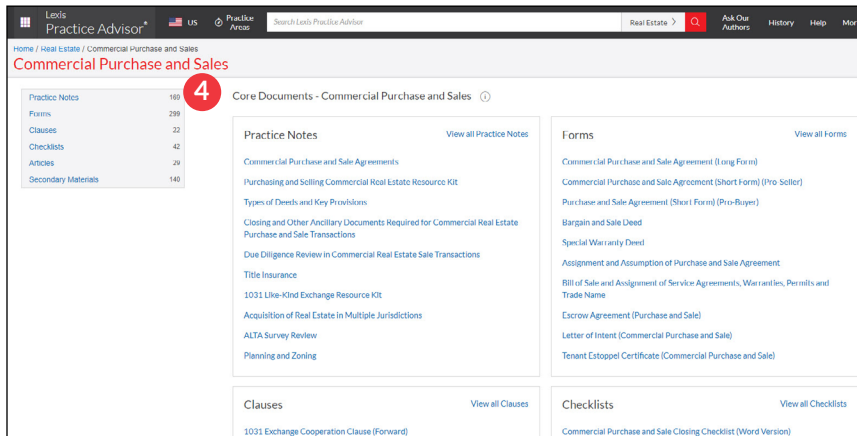 Lexis
Practice Advisor®
US
Practice
Areas
Search Lexis Practice Advisor
Real Estate >
Ask Our
Authors
History
Help
Mor
Home / Real Estate / Commercial Purchase and Sales
Commercial Purchase and Sales
4
Practice Notes 160
Forms 299
Clauses 22
Checklists 42
Articles 29
Secondary Materials 140
Core Documents - Commercial Purchase and Sales
Practice Notes View all Practice Notes
Commercial Purchase and Sale Agreements
Purchasing and Selling Commercial Real Estate Resource Kit
Types of Deeds and Key Provisions
Closing and Other Ancillary Documents Required for Commercial Real Estate
Purchase and Sale Transactions
Due Diligence Review in Commercial Real Estate Sale Transactions
Title Insurance
1031 Like-Kind Exchange Resource Kit
Acquisition of Real Estate in Multiple Jurisdictions
ALTA Survey Review
Planning and Zoning
Forms View all Forms
Commercial Purchase and Sale Agreement (Long Form)
Commercial Purchase and Sale Agreement (Short Form) (Pro-Seller)
Purchase and Sale Agreement (Short Form) (Pro-Buyer)
Bargain and Sale Deed
Special Warranty Deed
Assignment and Assumption of Purchase and Sale Agreement
Bill of Sale and Assignment of Service Agreements, Warranties, Permits and
Trade Name
Escrow Agreement (Purchase and Sale)
Letter of Intent (Commercial Purchase and Sale)
Tenant Estoppel Certificate (Commercial Purchase and Sale)
Clauses View all Clauses
1031 Exchange Cooperation Clause (Forward)
Checklists View all Checklists
Commercial Purchase and Sale Closing Checklist (Word Version)